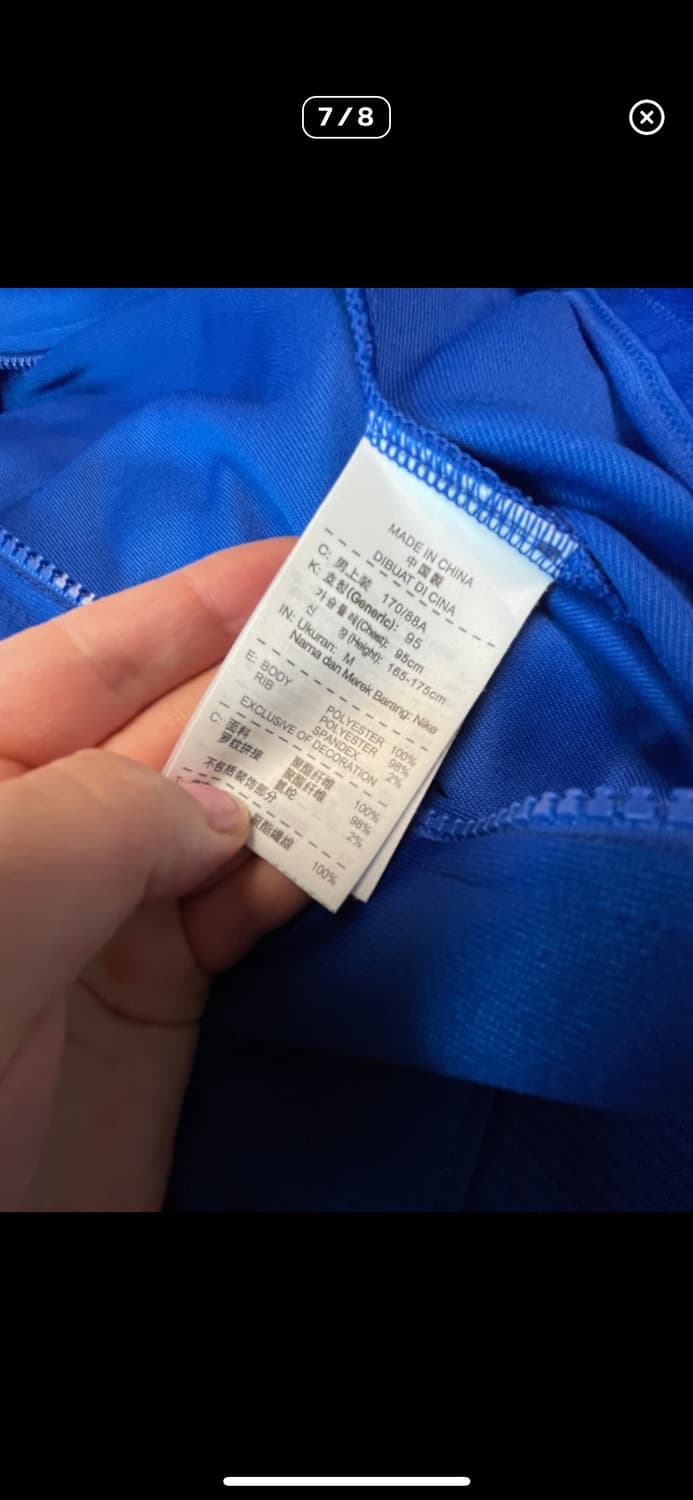 7/8
MADE IN CHINA
中国製
DIBUAT DI CINA
C: 男上装 170/88A
K: 호칭(Generic): 95
가슴둘레(Chest): 95cm
신 장(Height): 165-175cm
IN: Ukuran: M
Nama dan Merek Barang: Nike
E: BODY POLYESTER 100%
RIB POLYESTER 98%
SPANDEX 2%
EXCLUSIVE OF DECORATION
C: 面料 聚酯纤维 100%
罗纹拼接 聚酯纤维 98%
氨纶 2%
不包括装饰部分
聚酯纖維 100%